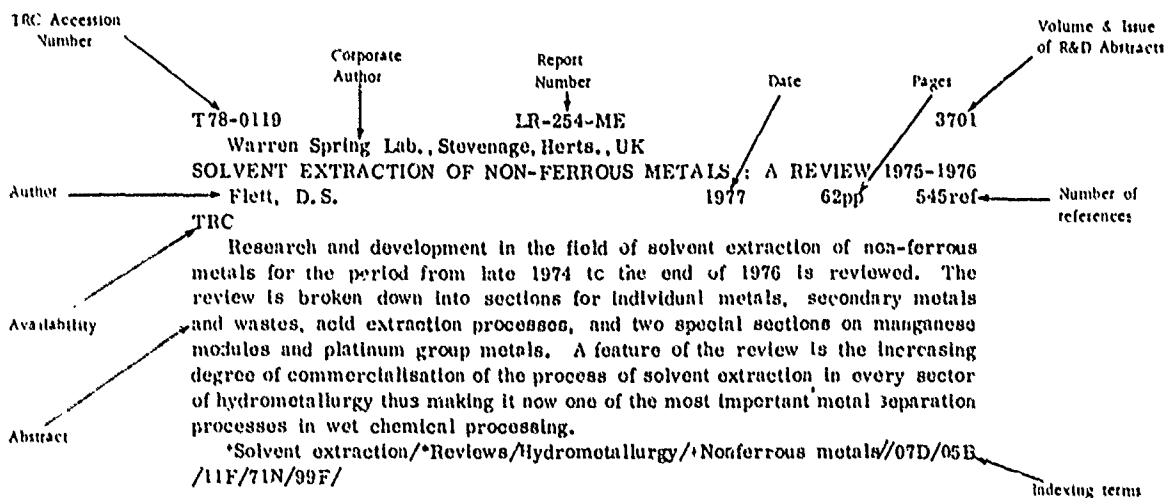 TRC Accession
Number
Corporate
Author
Report
Number
Date
Pages
Volume & Issue
of R&D Abstracts
T78-0119 LR-254-ME 3701
Warren Spring Lab., Stevenage, Herts., UK
SOLVENT EXTRACTION OF NON-FERROUS METALS : A REVIEW 1975-1976
Author
Flett, D.S. 1977 62pp 545ref
Number of
references
TRC
Research and development in the field of solvent extraction of non-ferrous
metals for the period from late 1974 to the end of 1976 is reviewed. The
review is broken down into sections for individual metals, secondary metals
Availability
and wastes, acid extraction processes, and two special sections on manganese
modules and platinum group metals. A feature of the review is the increasing
degree of commercialisation of the process of solvent extraction in every sector
of hydrometallurgy thus making it now one of the most important metal separation
Abstract
processes in wet chemical processing.
*Solvent extraction/*Reviews/Hydrometallurgy/+Nonferrous metals//07D/05B
/11F/71N/99F/
Indexing terms